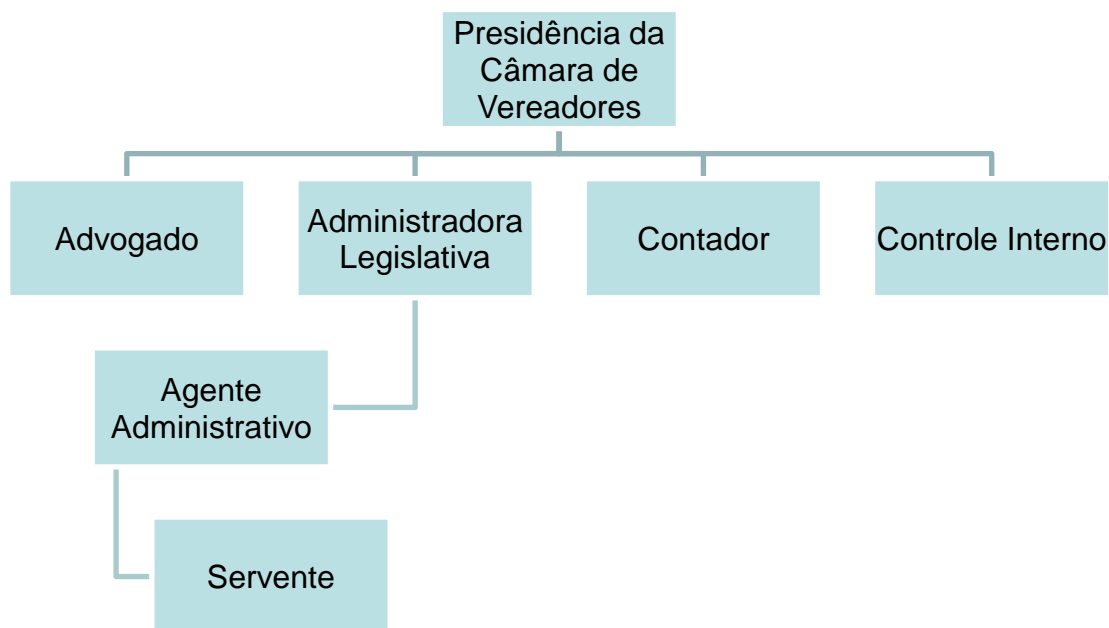 Presidência da
Câmara de
Vereadores
Advogado
Administradora
Legislativa
Contador
Controle Interno
Agente
Administrativo
Servente